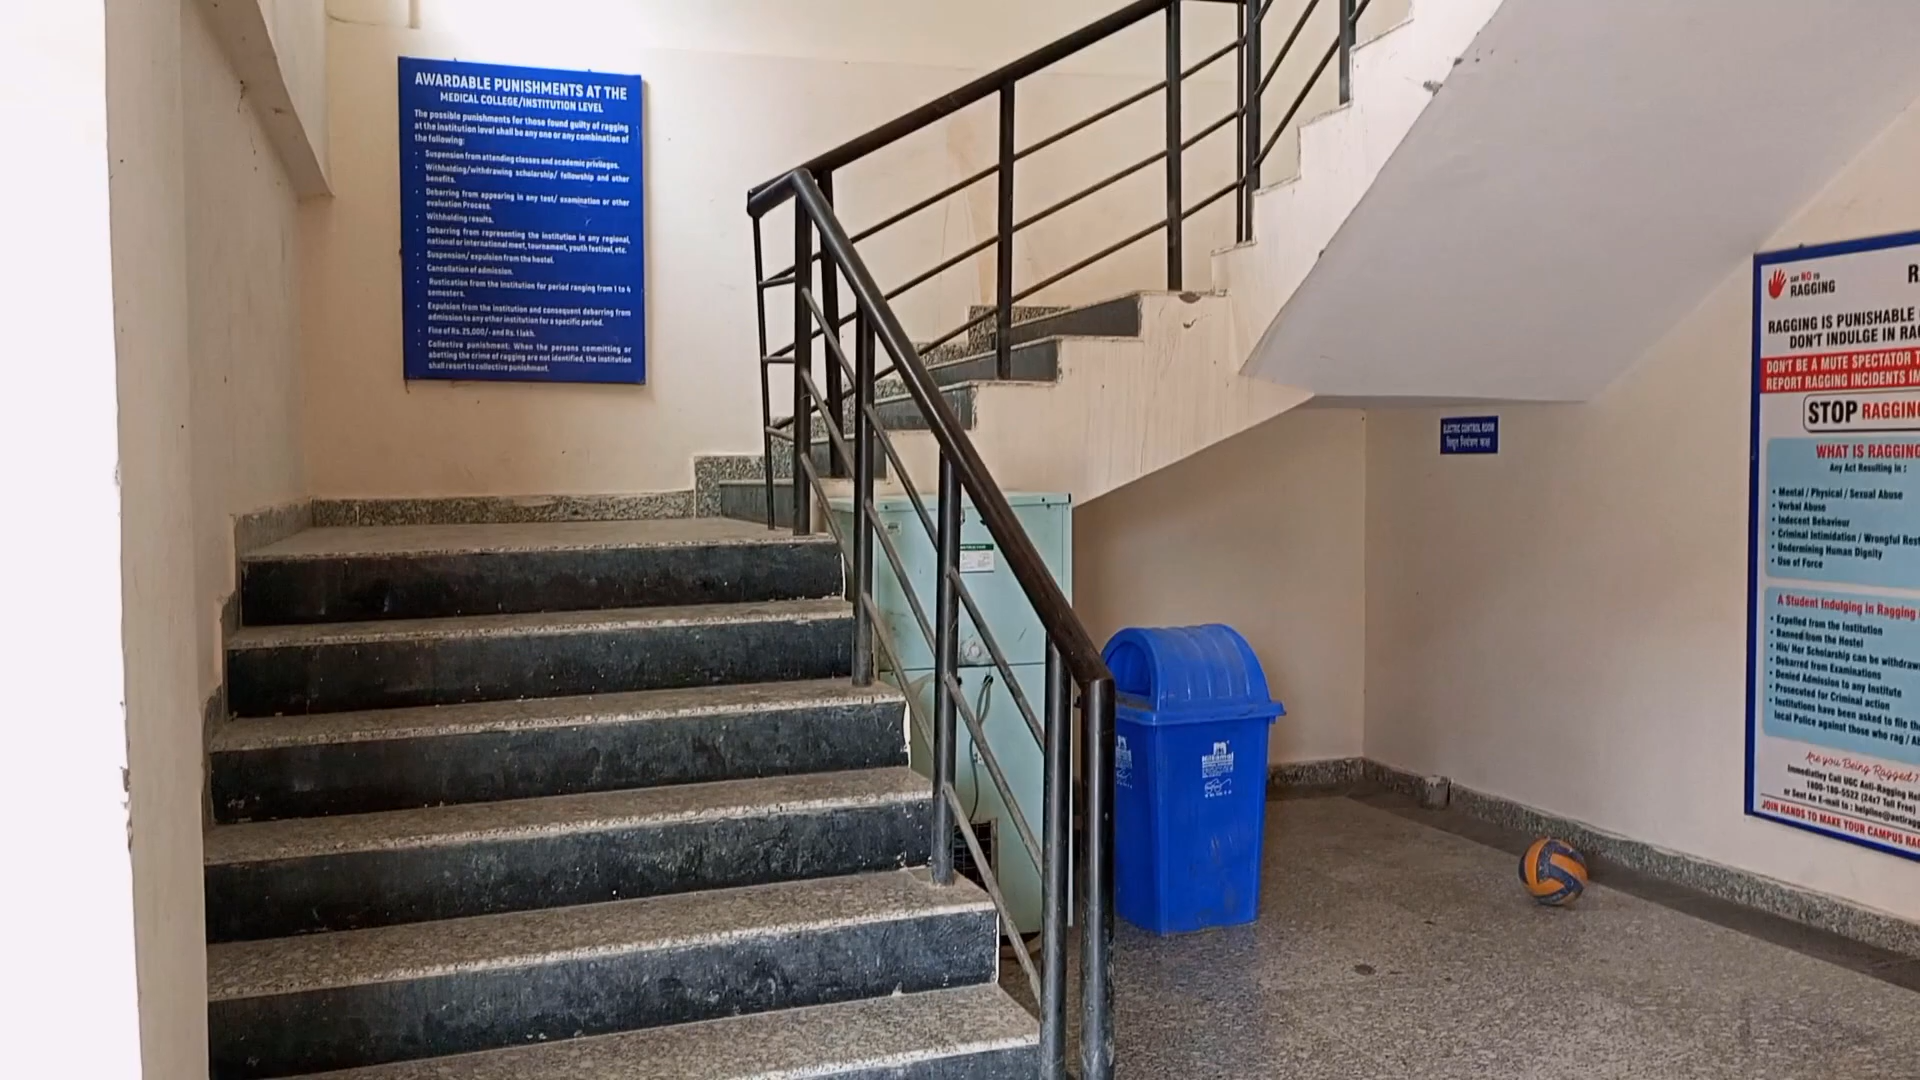 AWARDABLE PUNISHMENTS AT THE
MEDICAL COLLEGE/INSTITUTION LEVEL
The possible punishments for those found guilty of ragging
at the institution level shall be any one or any combination of
the following:
• Suspension from attending classes and academic privileges.
• Withholding/withdrawing scholarship/ fellowship and other
benefits.
• Debarring from appearing in any test/ examination or other
evaluation Process.
• Withholding results.
• Debarring from representing the institution in any regional,
national or international meet, tournament, youth festival, etc.
• Suspension/ expulsion from the hostel.
• Cancellation of admission.
• Rustication from the institution for period ranging from 1 to 4
semesters.
• Expulsion from the institution and consequent debarring from
admission to any other institution for a specific period.
• Fine of Rs. 25,000/- and Rs. 1 lakh.
• Collective punishment: When the persons committing or
abetting the crime of ragging are not identified, the institution
shall resort to collective punishment.
ELECTRIC CONTROL ROOM
विद्युत नियंत्रण कक्ष
Nilkamal
SAY NO TO
RAGGING
RAGGING IS PUNISHABLE
DON'T INDULGE IN
DON'T BE A MUTE SPECTATOR
REPORT RAGGING INCIDENTS
STOP RAGGING
WHAT IS RAGGING
Any Act Resulting in :
• Mental / Physical / Sexual Abuse
• Verbal Abuse
• Indecent Behaviour
• Criminal Intimidation / Wrongful
• Undermining Human Dignity
• Use of Force
A Student Indulging in Ragging
• Expelled from the Institution
• Banned from the Hostel
• His/ Her Scholarship can be
• Debarred from Examinations
• Denied Admission to any Institute
• Prosecuted for Criminal action
• Institutions have been asked to file
local Police against those who rag /
Are you Being Ragged?
Immediatley Call UGC Anti-Ragging
1800-180-5522 (24x7 Toll Free)
or Sent An E-mail to :
JOIN HANDS TO MAKE YOUR CAMPUS